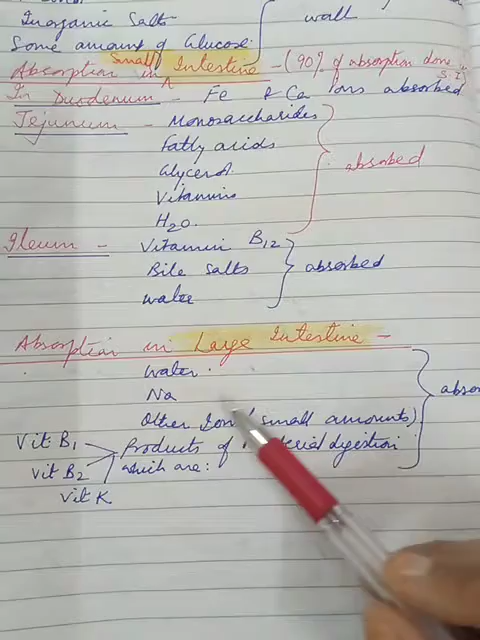 Inorganic Salts
wall
Some amount of Glucose.
Absorption in Small Intestine - (90% of absorption done in S.I)
In Duodenum - Fe & Ca Ions absorbed
Jejunum - Monosaccharides
Fatty acids
Glycerol
Vitamins
H2O.
absorbed
Ileum - Vitamin B12
Bile salts
water
absorbed
Absorption in Large Intestine -
water
Na
Other Ions (small amounts)
Vit B1
Products of digestion
Vit B2
which are:
Vit K